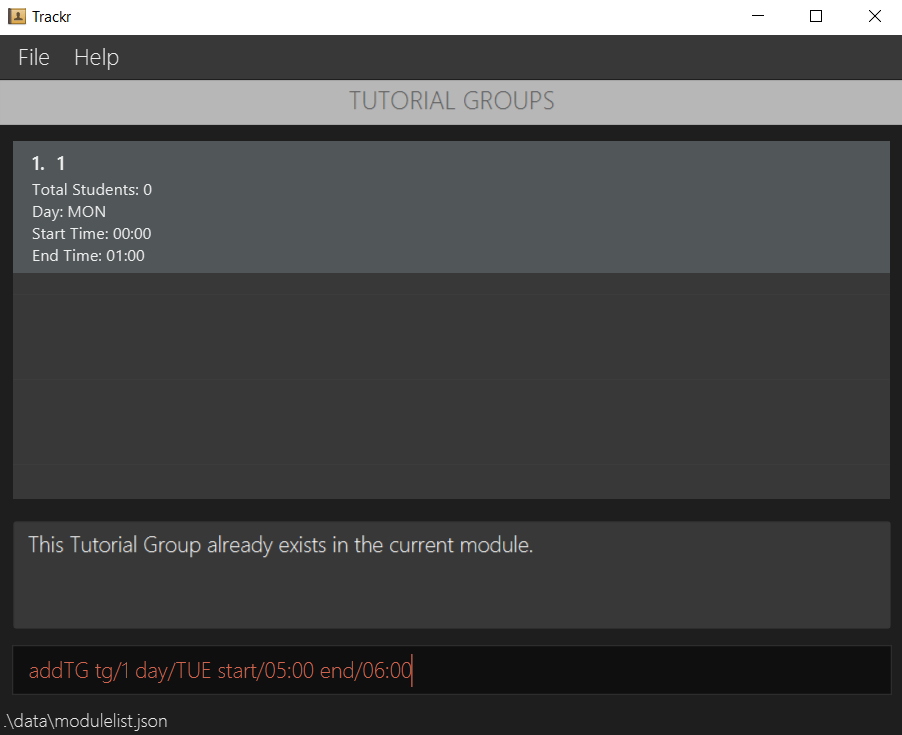 Trackr
File Help
TUTORIAL GROUPS
1. 1
Total Students: 0
Day: MON
Start Time: 00:00
End Time: 01:00
This Tutorial Group already exists in the current module.
addTG tg/1 day/TUE start/05:00 end/06:00
.\data\modulelist.json